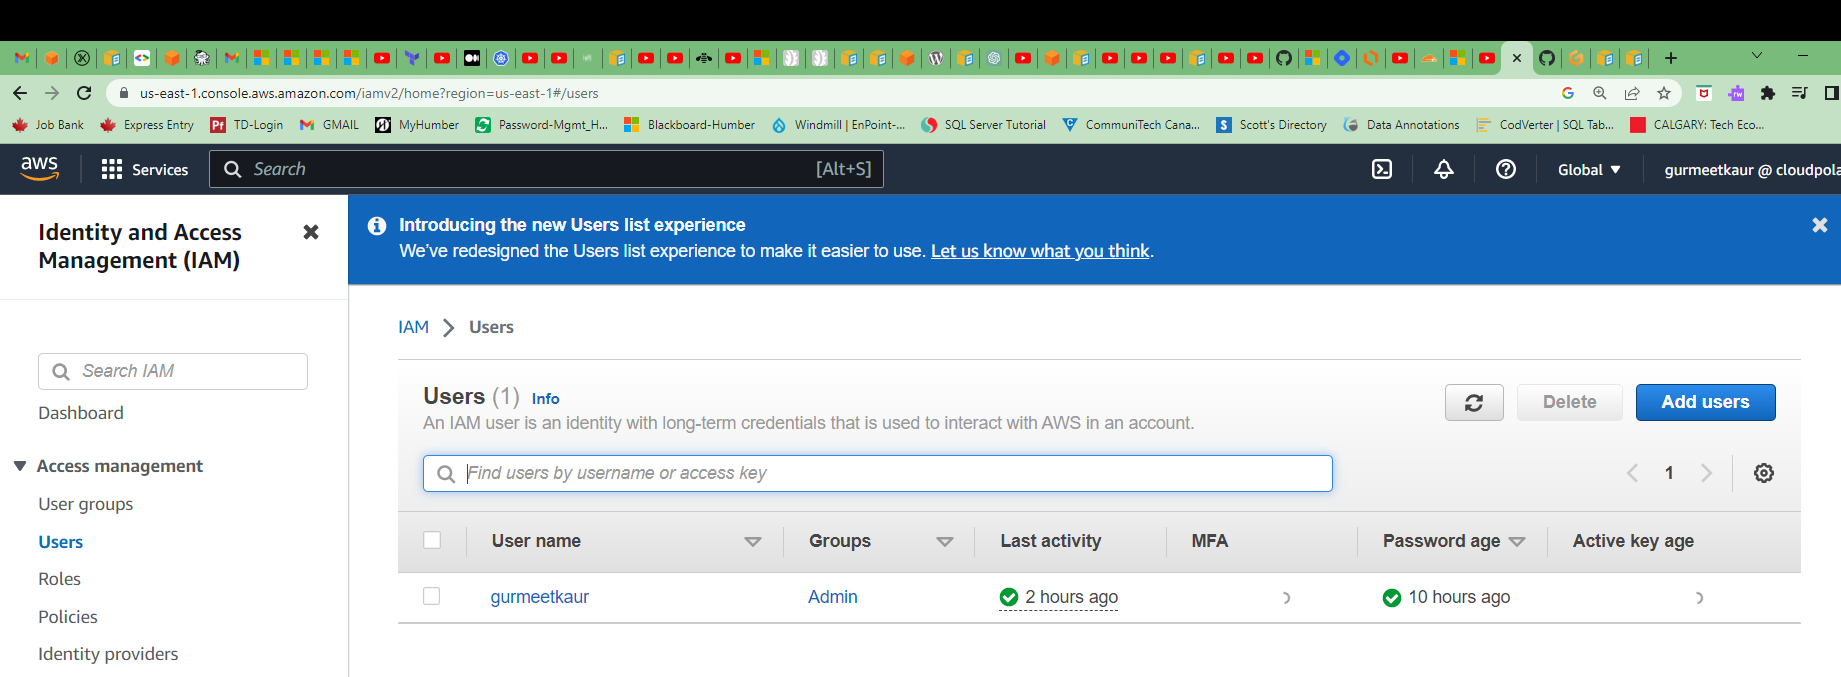 us-east-1.console.aws.amazon.com/iamv2/home?region=us-east-1#/users
Job Bank Express Entry TD-Login GMAIL MyHumber Password-Mgmt_H... Blackboard-Humber Windmill | EnPoint-... SQL Server Tutorial CommuniTech Cana... Scott's Directory Data Annotations CodVerter | SQL Tab... CALGARY: Tech Eco...
aws Services Search [Alt+S] Global gurmeetkaur @ cloudpola
Identity and Access
Management (IAM)
Search IAM
Dashboard
Access management
User groups
Users
Roles
Policies
Identity providers
Introducing the new Users list experience
We've redesigned the Users list experience to make it easier to use. Let us know what you think.
IAM Users
Users (1) Info
An IAM user is an identity with long-term credentials that is used to interact with AWS in an account.
Delete Add users
Find users by username or access key
1
User name Groups Last activity MFA Password age Active key age
gurmeetkaur Admin 2 hours ago 10 hours ago